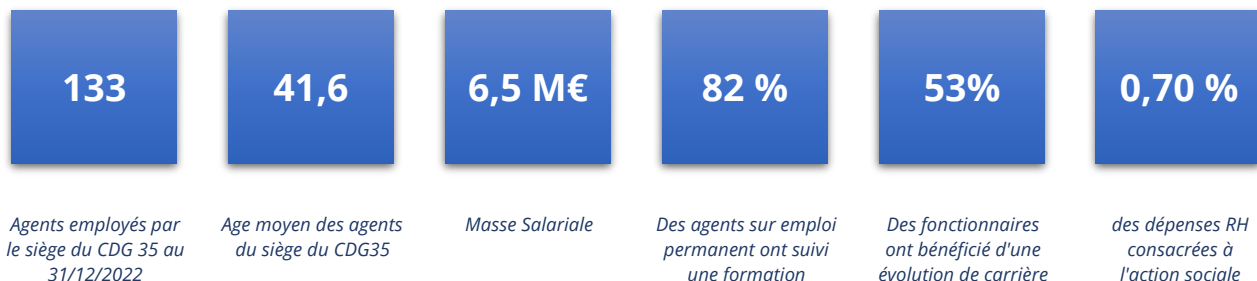 133
41,6
6,5 M€
82 %
53%
0,70 %
Agents employés par
le siège du CDG 35 au
31/12/2022
Age moyen des agents
du siège du CDG35
Masse Salariale
Des agents sur emploi
permanent ont suivi
une formation
Des fonctionnaires
ont bénéficié d'une
évolution de carrière
des dépenses RH
consacrées à
l'action sociale